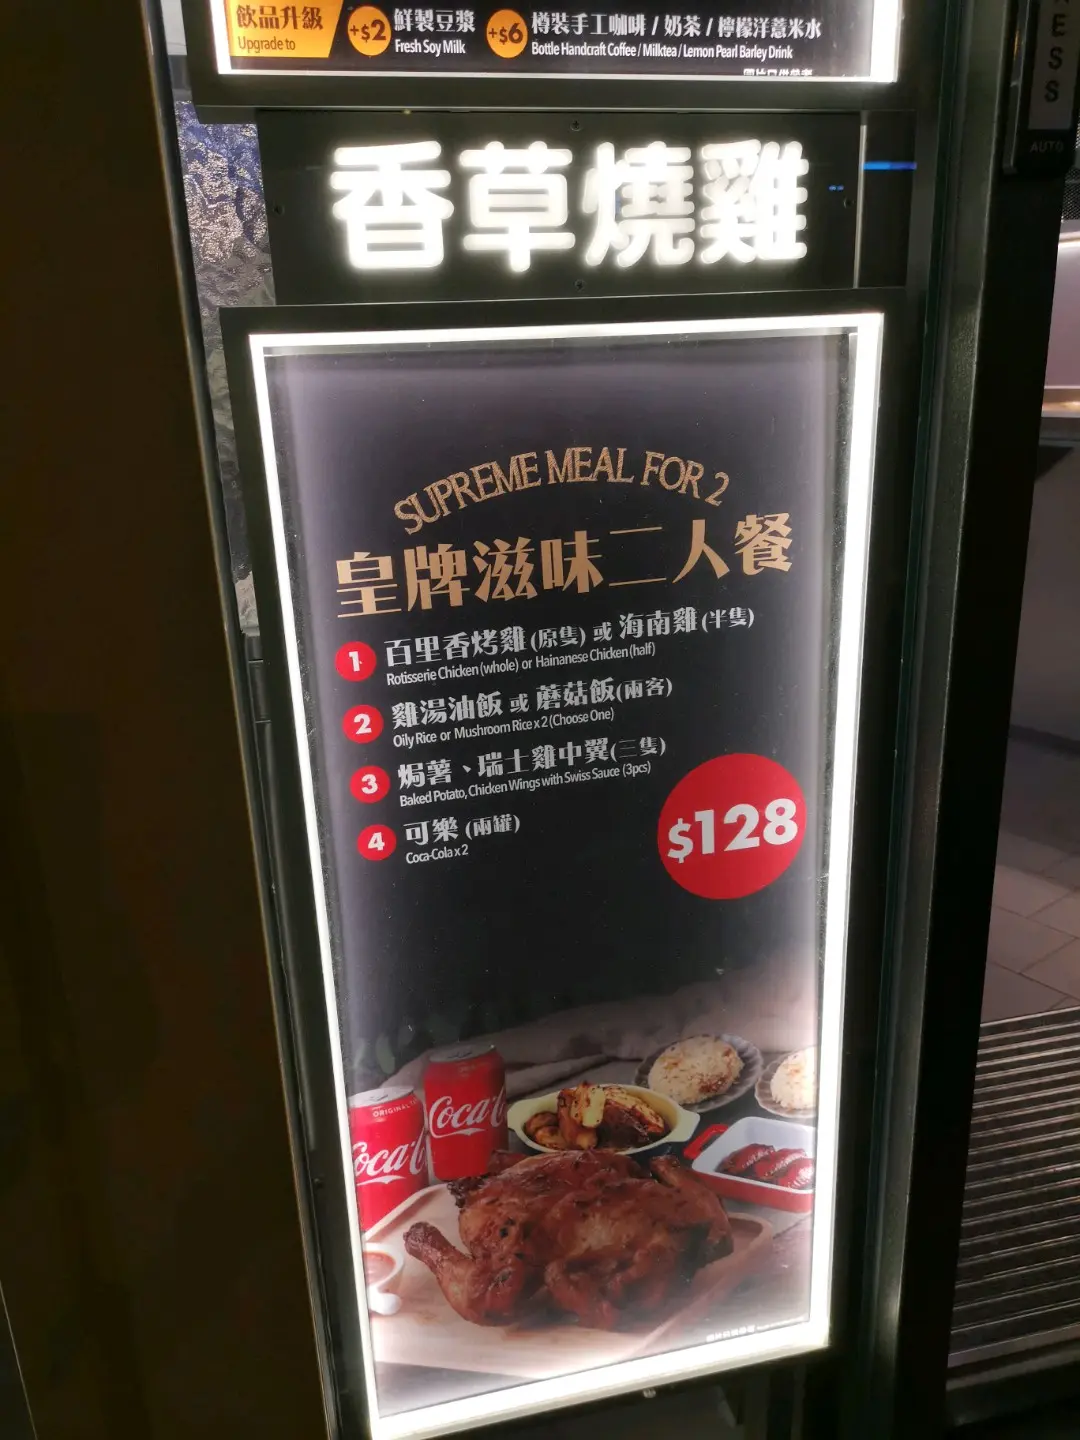 飲品升級
Upgrade to
+$2
鮮製豆漿
Fresh Soy Milk
+$6
樽裝手工咖啡 / 奶茶 / 檸檬洋薏米水
Bottle Handcraft Coffee / Milktea / Lemon Pearl Barley Drink
香草燒雞
SUPREME MEAL FOR 2
皇牌滋味二人餐
1 百里香烤雞 (原隻) 或 海南雞 (半隻)
Rotisserie Chicken (whole) or Hainanese Chicken (half)
2 雞湯油飯 或 蘑菇飯 (兩客)
Oily Rice or Mushroom Rice x 2 (Choose One)
3 焗薯、瑞士雞中翼 (三隻)
Baked Potato, Chicken Wings with Swiss Sauce (3pcs)
4 可樂 (兩罐)
Coca-Cola x 2
$128
ORIGINAL
Coca-C
Coca-C
ESS
AUTO